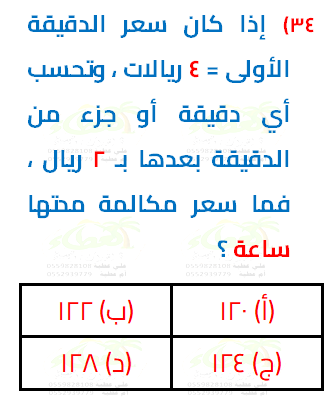 ٣٤) إذا كان سعر الدقيقة
الأولى = ٤ ريالات ، وتحسب
أي دقيقة أو جزء من
الدقيقة بعدها بـ ٢ ريال ،
فما سعر مكالمة مدتها
ساعة ؟
(أ) ١٢٠ (ب) ١٢٢
(ج) ١٢٤ (د) ١٢٨